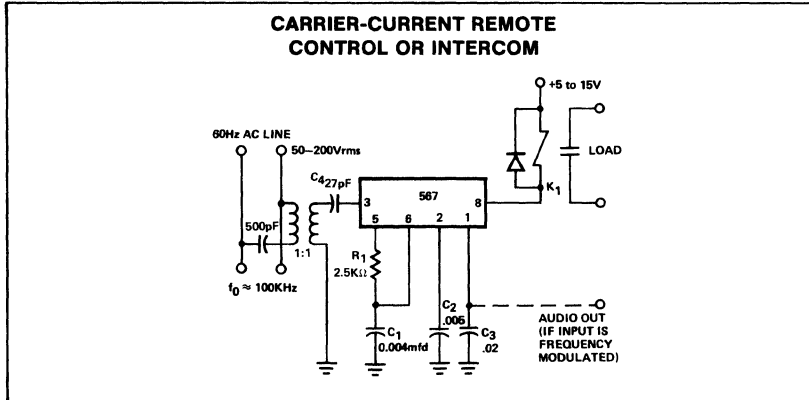 CARRIER-CURRENT REMOTE
CONTROL OR INTERCOM
+5 to 15V
60Hz AC LINE
50–200Vrms
LOAD
C4
27pF
3
567
8
K1
5
6
2
1
500pF
1:1
R1
2.5KΩ
f0 ≈ 100KHz
C1
0.004mfd
C2
.005
C3
.02
AUDIO OUT
(IF INPUT IS
FREQUENCY
MODULATED)